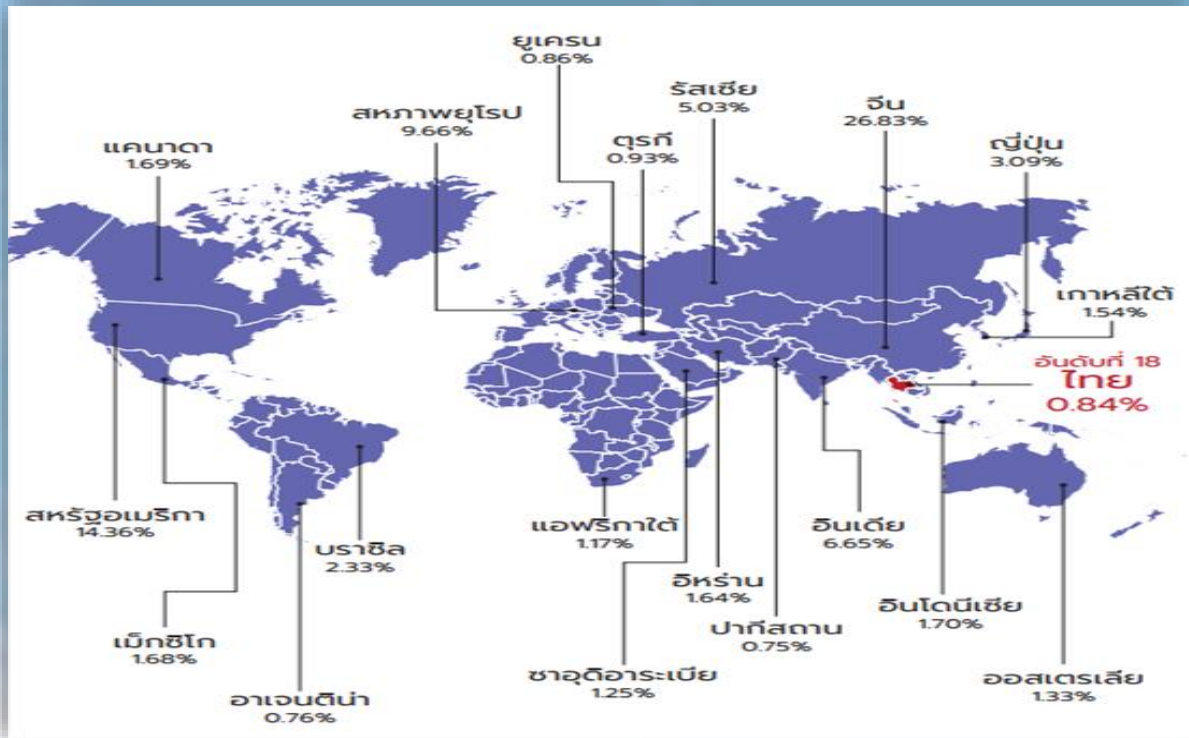 ยูเครน
0.86%
รัสเซีย
5.03%
จีน
26.83%
สหภาพยุโรป
9.66%
ตุรกี
0.93%
ญี่ปุ่น
3.09%
แคนาดา
1.69%
เกาหลีใต้
1.54%
อันดับที่ 18
ไทย
0.84%
สหรัฐอเมริกา
14.36%
แอฟริกาใต้
1.17%
อินเดีย
6.65%
บราซิล
2.33%
อิหร่าน
1.64%
อินโดนีเซีย
1.70%
เม็กซิโก
1.68%
ปากีสถาน
0.75%
ซาอุดิอาระเบีย
1.25%
ออสเตรเลีย
1.33%
อาเจนติน่า
0.76%